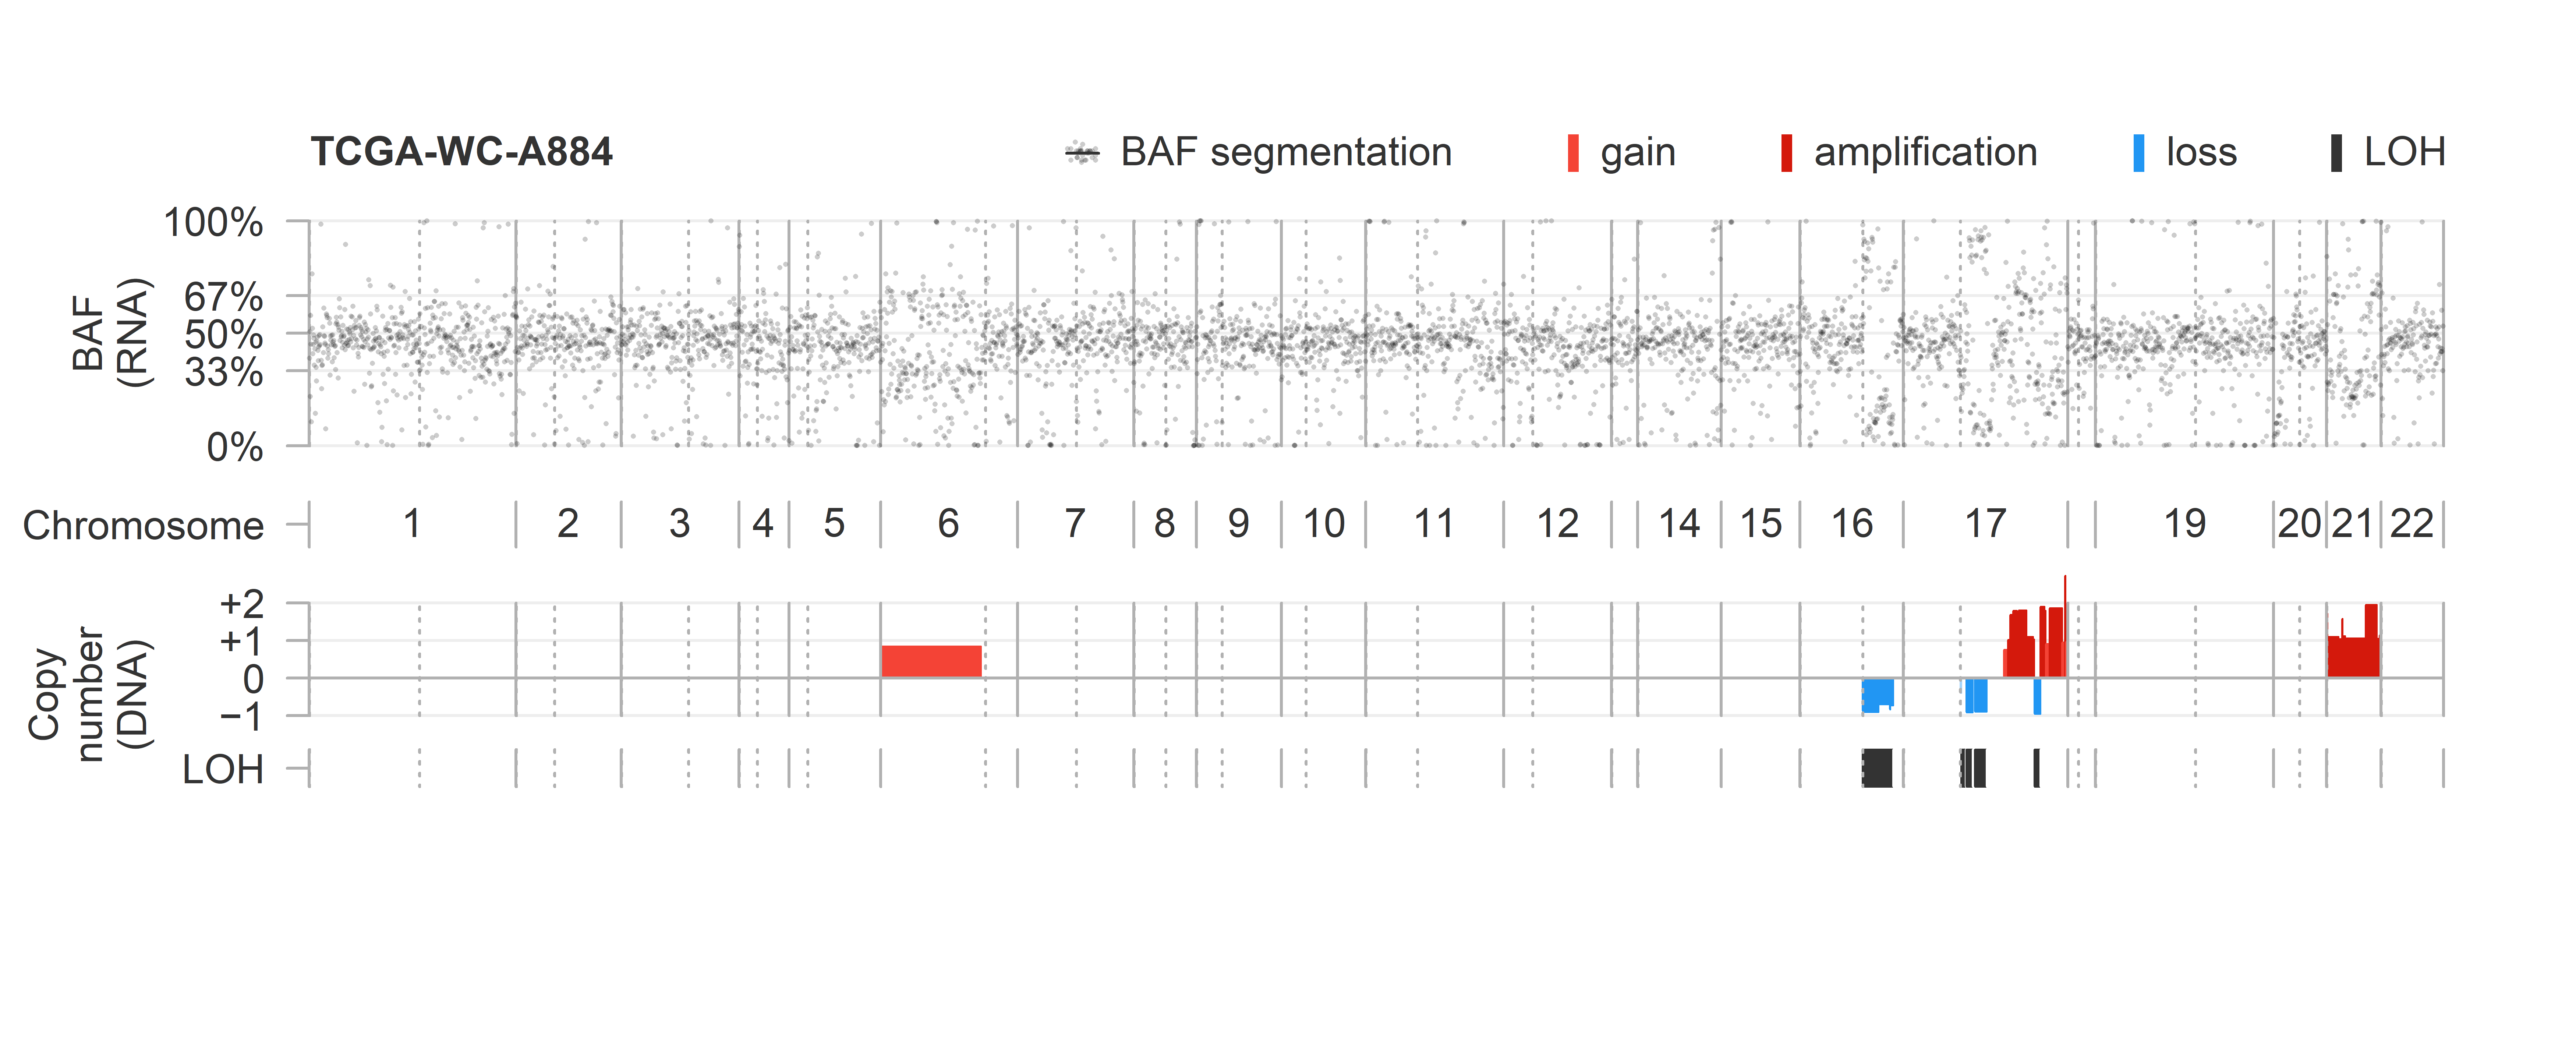 TCGA-WC-A884 BAF segmentation gain amplification loss LOH
BAF
(RNA)
100%
67%
50%
33%
0%
Chromosome 1 2 3 4 5 6 7 8 9 10 11 12 14 15 16 17 19 20 21 22
Copy
number
(DNA)
+2
+1
0
−1
LOH